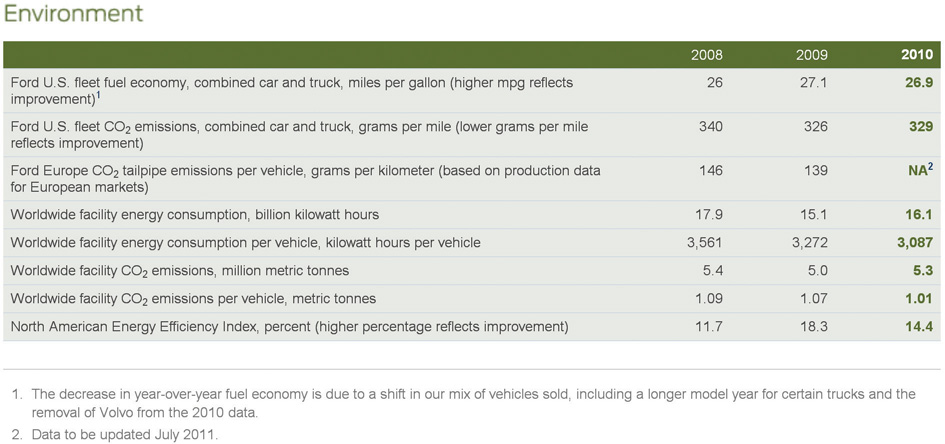 Environment
2008 2009 2010
Ford U.S. fleet fuel economy, combined car and truck, miles per gallon (higher mpg reflects 26 27.1 26.9
improvement)1
Ford U.S. fleet CO2 emissions, combined car and truck, grams per mile (lower grams per mile 340 326 329
reflects improvement)
Ford Europe CO2 tailpipe emissions per vehicle, grams per kilometer (based on production data 146 139 NA2
for European markets)
Worldwide facility energy consumption, billion kilowatt hours 17.9 15.1 16.1
Worldwide facility energy consumption per vehicle, kilowatt hours per vehicle 3,561 3,272 3,087
Worldwide facility CO2 emissions, million metric tonnes 5.4 5.0 5.3
Worldwide facility CO2 emissions per vehicle, metric tonnes 1.09 1.07 1.01
North American Energy Efficiency Index, percent (higher percentage reflects improvement) 11.7 18.3 14.4
1. The decrease in year-over-year fuel economy is due to a shift in our mix of vehicles sold, including a longer model year for certain trucks and the
removal of Volvo from the 2010 data.
2. Data to be updated July 2011.